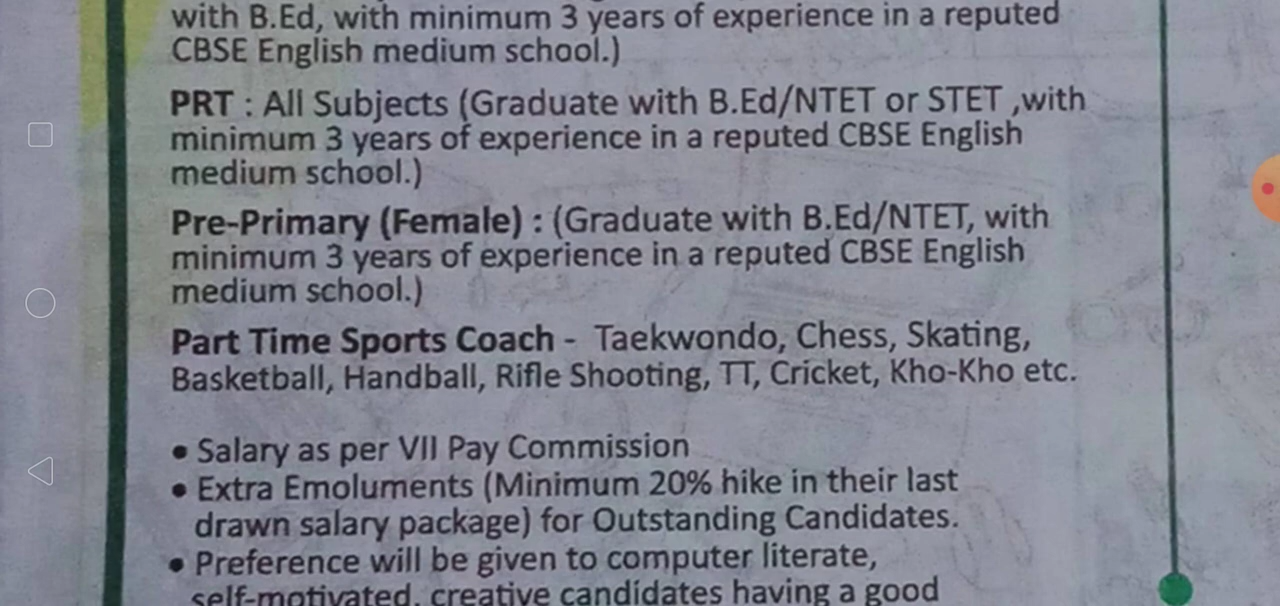 with B.Ed, with minimum 3 years of experience in a reputed
CBSE English medium school.)
PRT : All Subjects (Graduate with B.Ed/NTET or STET ,with
minimum 3 years of experience in a reputed CBSE English
medium school.)
Pre-Primary (Female) : (Graduate with B.Ed/NTET, with
minimum 3 years of experience in a reputed CBSE English
medium school.)
Part Time Sports Coach - Taekwondo, Chess, Skating,
Basketball, Handball, Rifle Shooting, TT, Cricket, Kho-Kho etc.
• Salary as per VII Pay Commission
• Extra Emoluments (Minimum 20% hike in their last
drawn salary package) for Outstanding Candidates.
• Preference will be given to computer literate,
self-motivated, creative candidates having a good